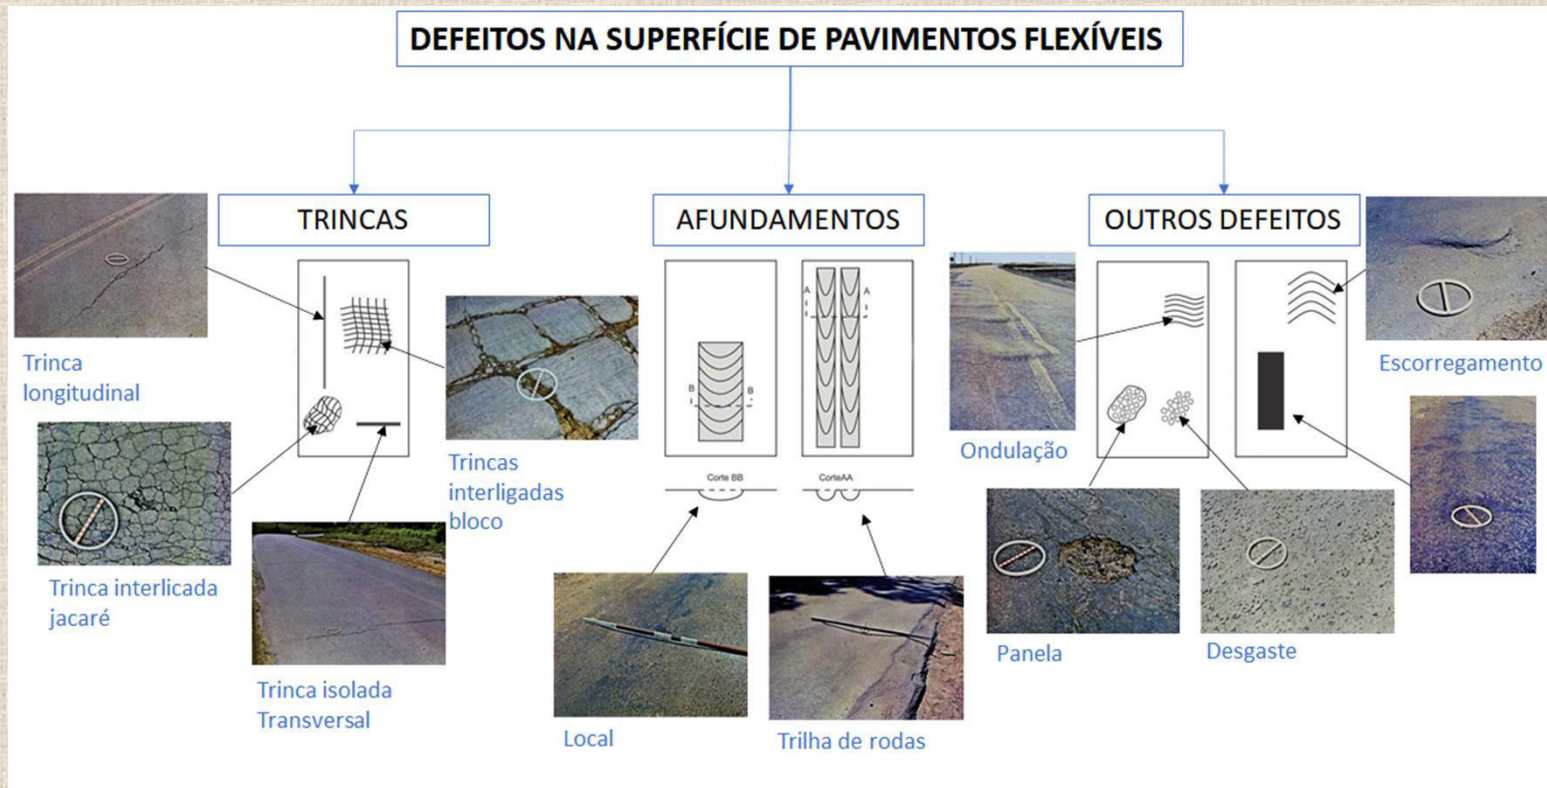 DEFEITOS NA SUPERFÍCIE DE PAVIMENTOS FLEXÍVEIS
TRINCAS
AFUNDAMENTOS
OUTROS DEFEITOS
Trinca
longitudinal
Trinca interlicada
jacaré
Trinca isolada
Transversal
Trincas
interligadas
bloco
B
B
Corte BB
A
A
CorteAA
Local
Trilha de rodas
Ondulação
Panela
Desgaste
Escorregamento